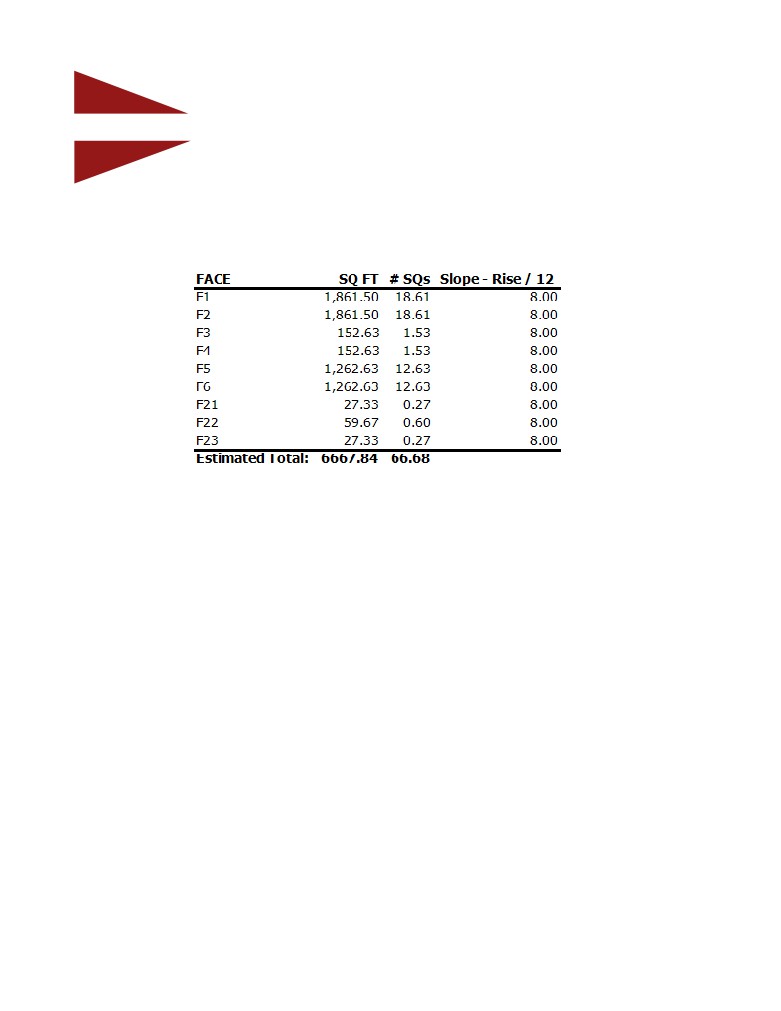 FACE SQ FT # SQs Slope - Rise / 12
F1 1,861.50 18.61 8.00
F2 1,861.50 18.61 8.00
F3 152.63 1.53 8.00
F4 152.63 1.53 8.00
F5 1,262.63 12.63 8.00
F6 1,262.63 12.63 8.00
F21 27.33 0.27 8.00
F22 59.67 0.60 8.00
F23 27.33 0.27 8.00
Estimated Total: 6667.84 66.68